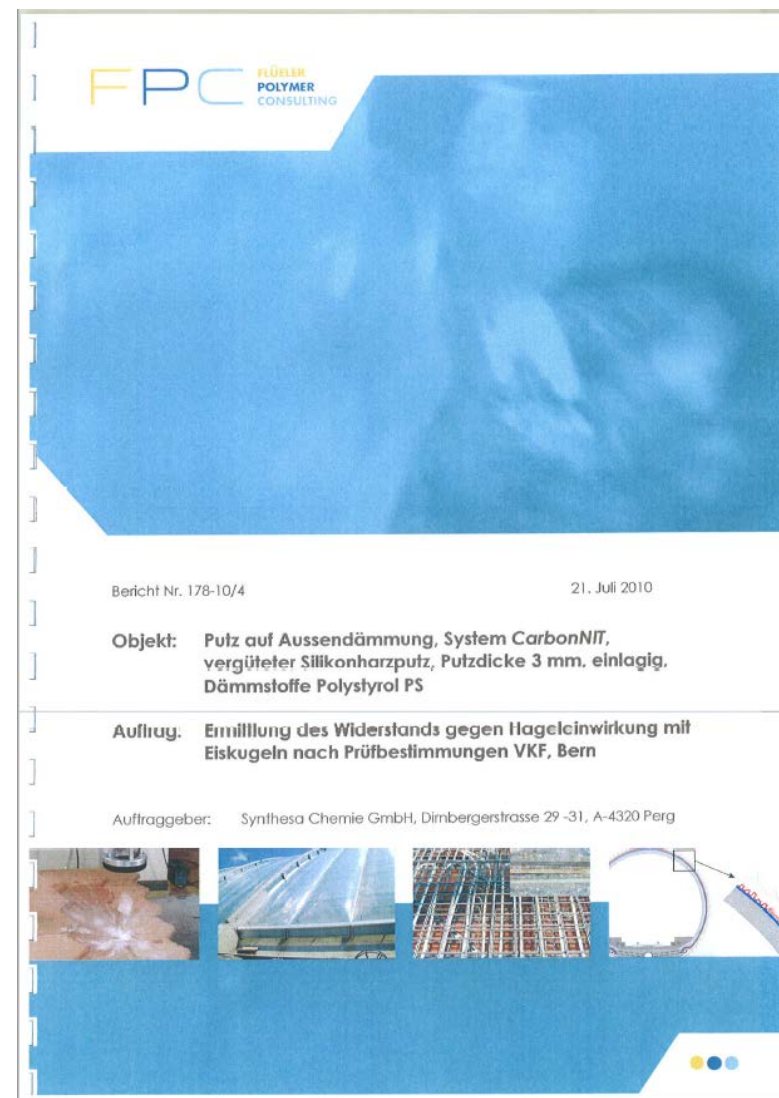 FPC
FLÜELER
POLYMER
CONSULTING
Bericht Nr. 178-10/4
21. Juli 2010
Objekt: Putz auf Aussendämmung, System CarbonNIT,
vergüteter Silikonharzputz, Putzdicke 3 mm, einlagig,
Dämmstoffe Polystyrol PS
Auftrag: Ermittlung des Widerstands gegen Hageleinwirkung mit
Eiskugeln nach Prüfbestimmungen VKF, Bern
Auftraggeber: Synthesa Chemie GmbH, Dirnbergerstrasse 29 -31, A-4320 Perg